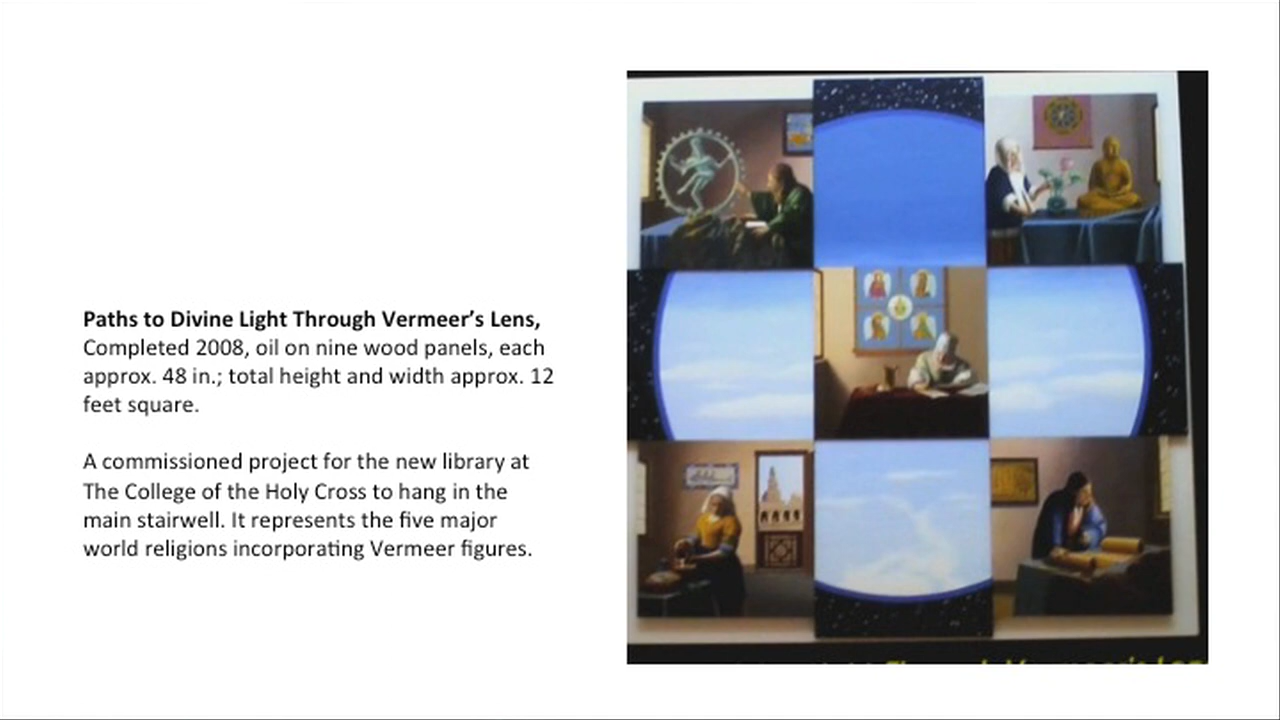 Paths to Divine Light Through Vermeer’s Lens,
Completed 2008, oil on nine wood panels, each
approx. 48 in.; total height and width approx. 12
feet square.
A commissioned project for the new library at
The College of the Holy Cross to hang in the
main stairwell. It represents the five major
world religions incorporating Vermeer figures.